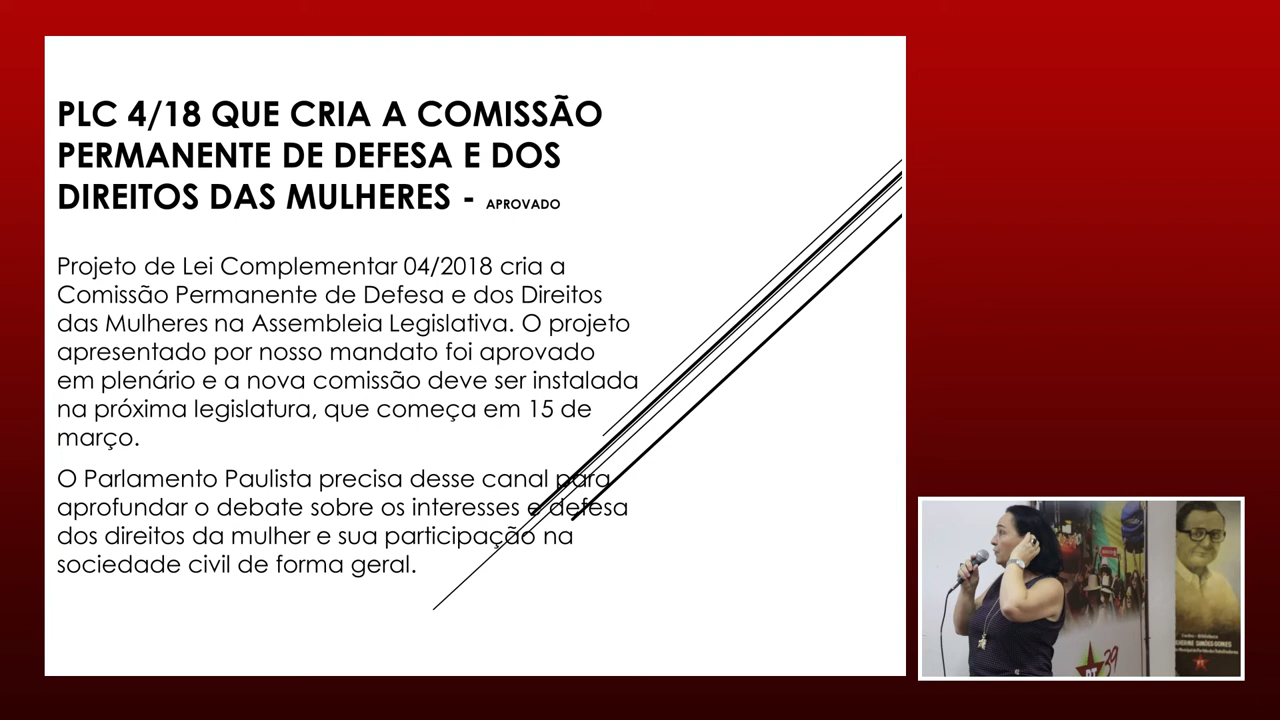 PLC 4/18 QUE CRIA A COMISSÃO
PERMANENTE DE DEFESA E DOS
DIREITOS DAS MULHERES - APROVADO
Projeto de Lei Complementar 04/2018 cria a
Comissão Permanente de Defesa e dos Direitos
das Mulheres na Assembleia Legislativa. O projeto
apresentado por nosso mandato foi aprovado
em plenário e a nova comissão deve ser instalada
na próxima legislatura, que começa em 15 de
março.
O Parlamento Paulista precisa desse canal para
aprofundar o debate sobre os interesses e defesa
dos direitos da mulher e sua participação na
sociedade civil de forma geral.
PT 39